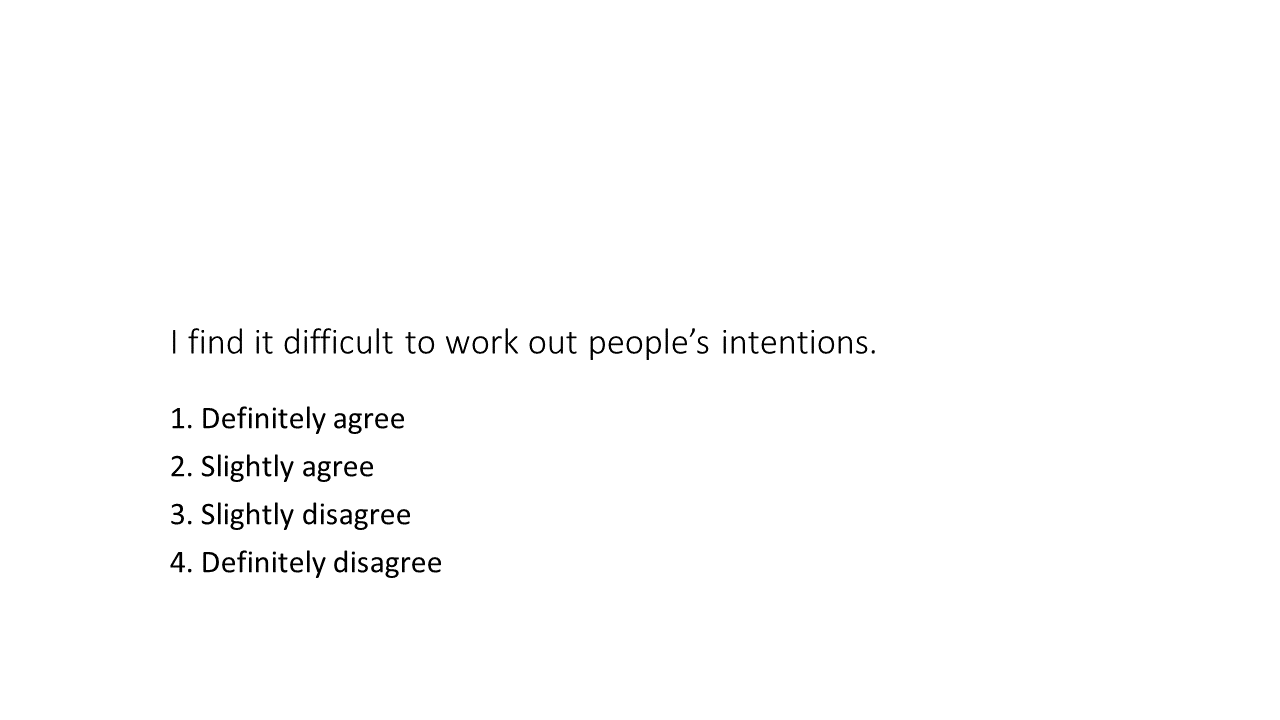 I find it difficult to work out people’s intentions.
1. Definitely agree
2. Slightly agree
3. Slightly disagree
4. Definitely disagree